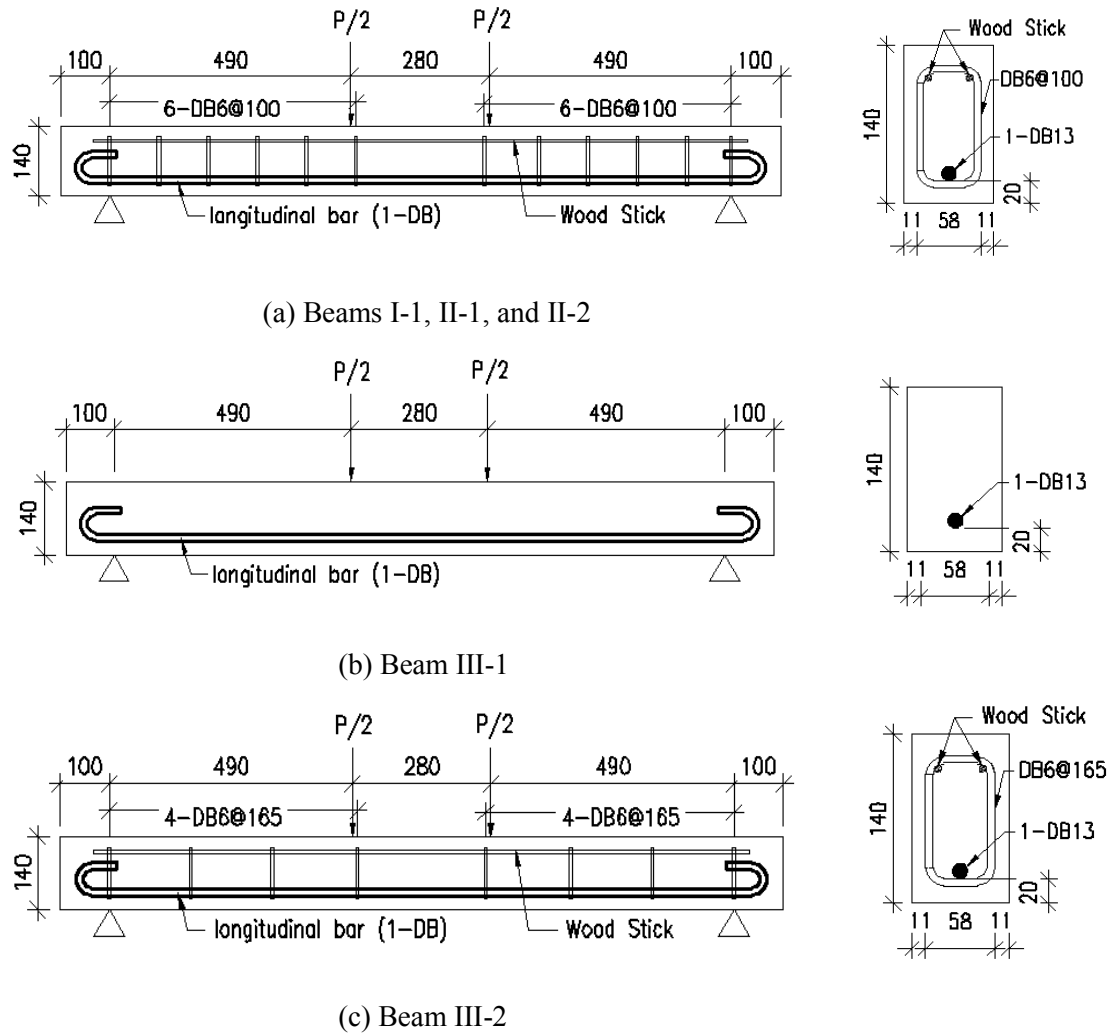 P/2 P/2
100 490 280 490 100
6-DB6@100 6-DB6@100
140
longitudinal bar (1-DB) Wood Stick
Wood Stick
DB6@100
140
1-DB13
20
11 58 11
(a) Beams I-1, II-1, and II-2
P/2 P/2
100 490 280 490 100
140
longitudinal bar (1-DB)
140
1-DB13
20
11 58 11
(b) Beam III-1
P/2 P/2
100 490 280 490 100
4-DB6@165 4-DB6@165
140
longitudinal bar (1-DB) Wood Stick
Wood Stick
DB6@165
140
1-DB13
20
11 58 11
(c) Beam III-2